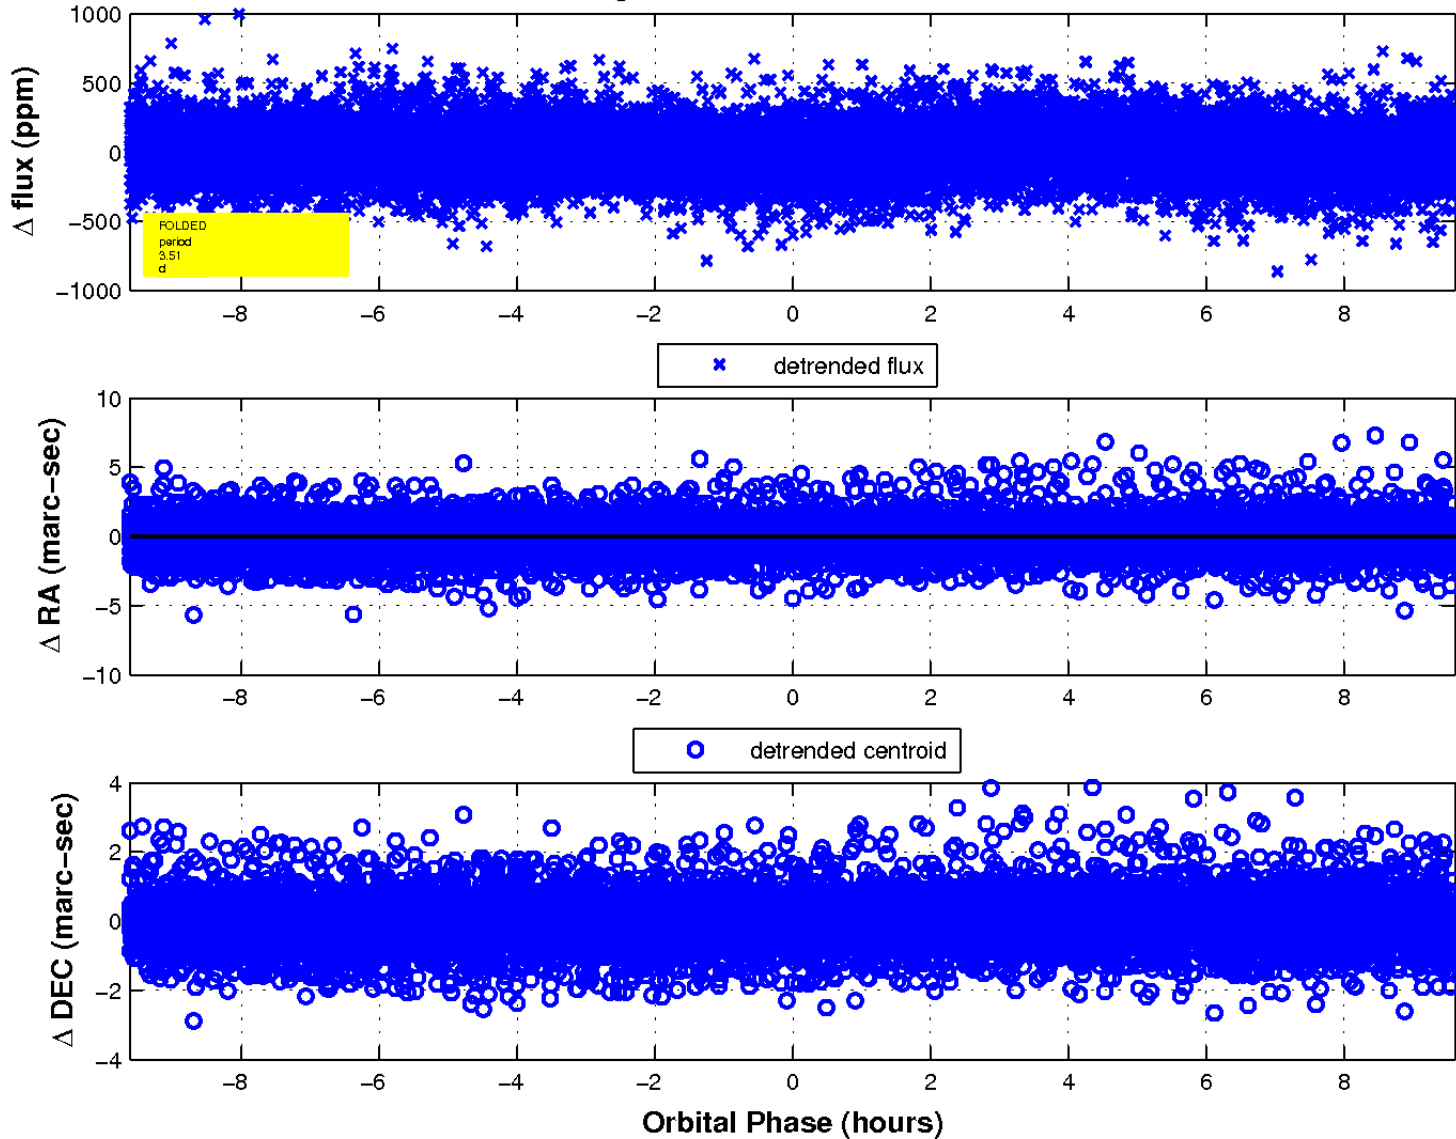 1000
500
0
−500
−1000
Δ flux (ppm)
FOLDED
period
3.51
d
−8 −6 −4 −2 0 2 4 6 8
detrended flux
10
5
0
−5
−10
Δ RA (marc−sec)
−8 −6 −4 −2 0 2 4 6 8
detrended centroid
4
2
0
−2
−4
Δ DEC (marc−sec)
−8 −6 −4 −2 0 2 4 6 8
Orbital Phase (hours)